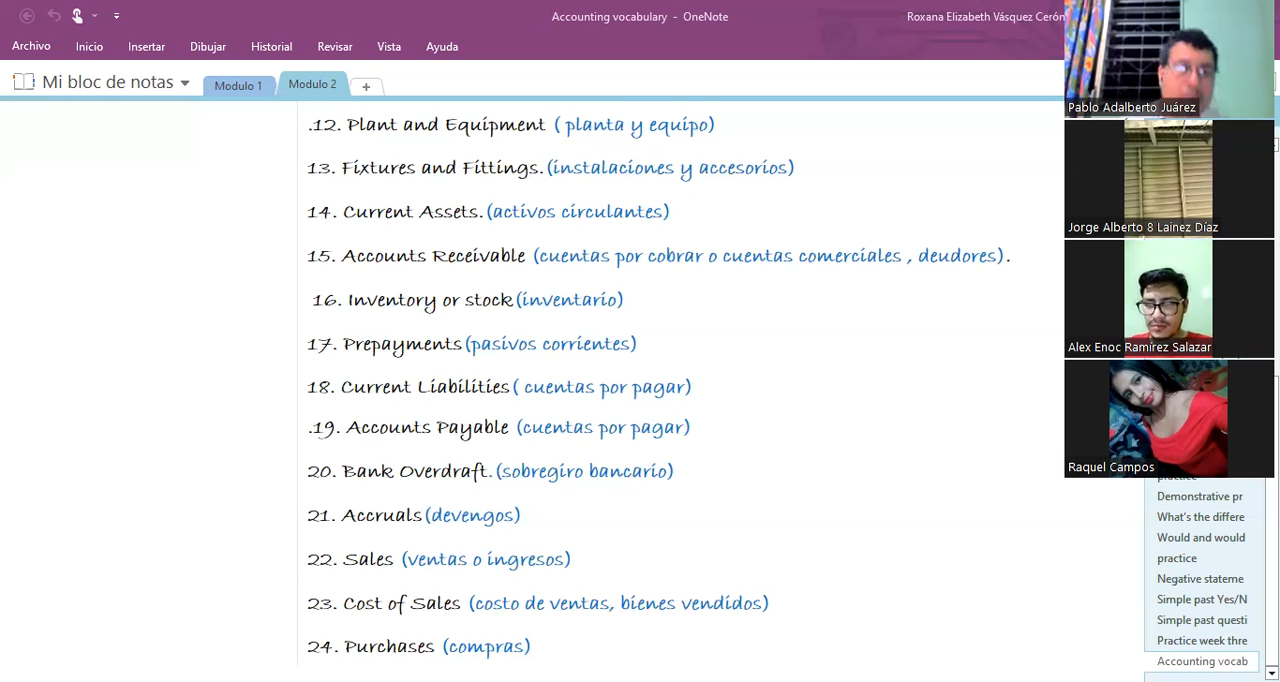 Accounting vocabulary - OneNote
Roxana Elizabeth Vásquez Cerón
Archivo Inicio Insertar Dibujar Historial Revisar Vista Ayuda
Mi bloc de notas Modulo 1 Modulo 2 +
.12. Plant and Equipment ( planta y equipo)
13. Fixtures and Fittings. (instalaciones y accesorios)
14. Current Assets. (activos circulantes)
15. Accounts Receivable (cuentas por cobrar o cuentas comerciales , deudores) .
16. Inventory or stock (inventario)
17. Prepayments (pasivos corrientes)
18. Current Liabilities ( cuentas por pagar)
.19. Accounts Payable (cuentas por pagar)
20. Bank Overdraft. (sobregiro bancario)
21. Accruals (devengos)
22. Sales (ventas o ingresos)
23. Cost of Sales (costo de ventas, bienes vendidos)
24. Purchases (compras)
Pablo Adalberto Juárez
Jorge Alberto 8 Lainez Díaz
Alex Enoc Ramírez Salazar
Raquel Campos
practice
Demonstrative pr
What's the differe
Would and would
practice
Negative stateme
Simple past Yes/N
Simple past questi
Practice week thre
Accounting vocab